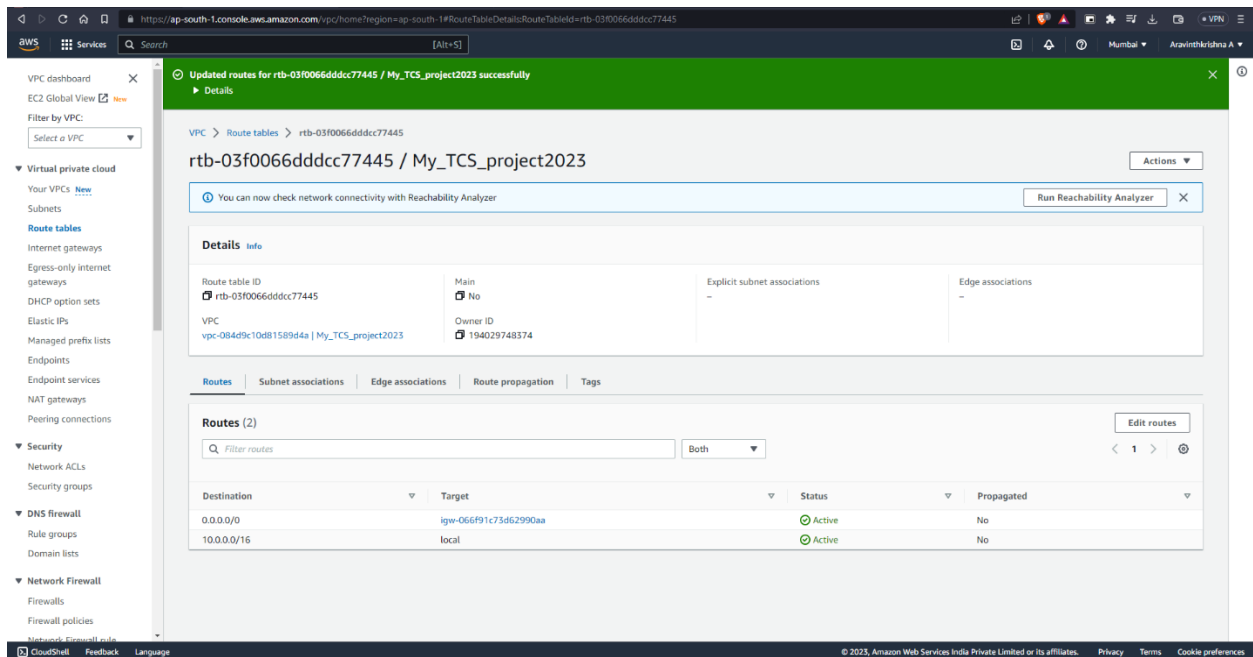 https://ap-south-1.console.aws.amazon.com/vpc/home?region=ap-south-1#RouteTableDetails:RouteTableId=rtb-03f0066dddcc77445
VPN
aws
Services
Search
[Alt+S]
Mumbai
Aravinthkrishna A
VPC dashboard
EC2 Global View New
Filter by VPC:
Select a VPC
Virtual private cloud
Your VPCs New
Subnets
Route tables
Internet gateways
Egress-only internet
gateways
DHCP option sets
Elastic IPs
Managed prefix lists
Endpoints
Endpoint services
NAT gateways
Peering connections
Security
Network ACLs
Security groups
DNS firewall
Rule groups
Domain lists
Network Firewall
Firewalls
Firewall policies
Network Firewall rule
Updated routes for rtb-03f0066dddcc77445 / My_TCS_project2023 successfully
Details
VPC > Route tables > rtb-03f0066dddcc77445
rtb-03f0066dddcc77445 / My_TCS_project2023
Actions
You can now check network connectivity with Reachability Analyzer
Run Reachability Analyzer
Details Info
Route table ID
rtb-03f0066dddcc77445
Main
No
Explicit subnet associations
–
Edge associations
–
VPC
vpc-084d9c10d81589d4a | My_TCS_project2023
Owner ID
194029748374
Routes
Subnet associations
Edge associations
Route propagation
Tags
Routes (2)
Edit routes
Filter routes
Both
1
Destination Target Status Propagated
0.0.0.0/0 igw-066f91c73d62990aa Active No
10.0.0.0/16 local Active No
CloudShell Feedback Language
© 2023, Amazon Web Services India Private Limited or its affiliates. Privacy Terms Cookie preferences